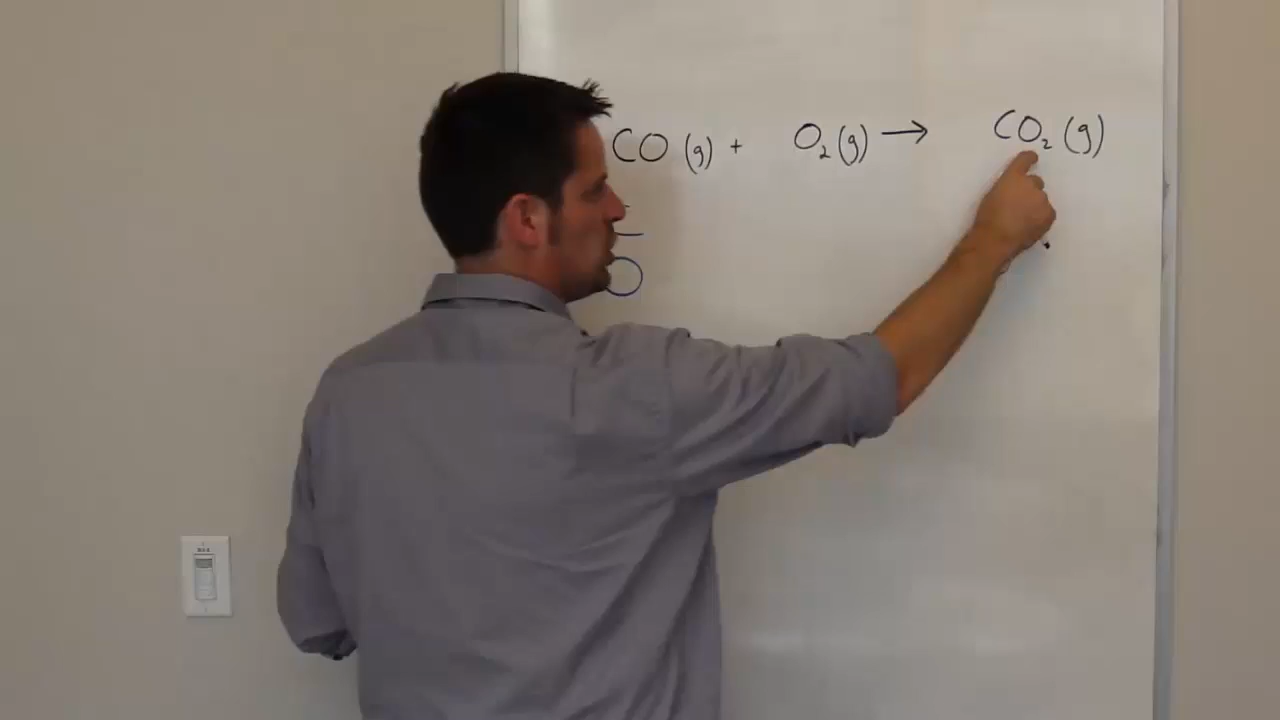 CO (g) + O₂ (g) → CO₂ (g)
O